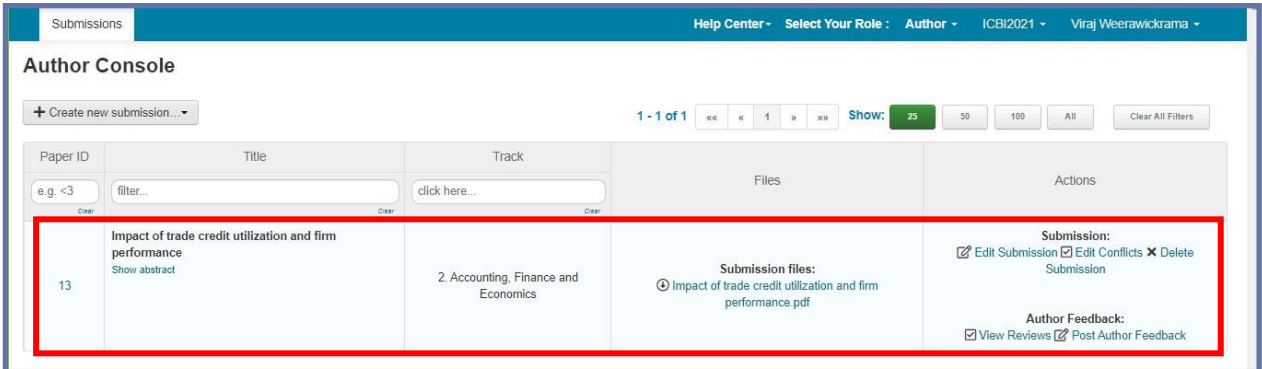 Submissions
Help Center Select Your Role : Author ICBI2021 Viraj Weerawickrama
Author Console
+ Create new submission...
1 - 1 of 1 «« « 1 » »» Show: 25 50 100 All Clear All Filters
Paper ID Title Track Files Actions
e.g. <3 filter... click here...
Clear Clear Clear
13
Impact of trade credit utilization and firm
performance
Show abstract
2. Accounting, Finance and
Economics
Submission files:
Impact of trade credit utilization and firm
performance.pdf
Submission:
Edit Submission Edit Conflicts Delete
Submission
Author Feedback:
View Reviews Post Author Feedback